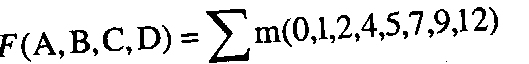 F(A,B,C,D) = ∑m(0,1,2,4,5,7,9,12)